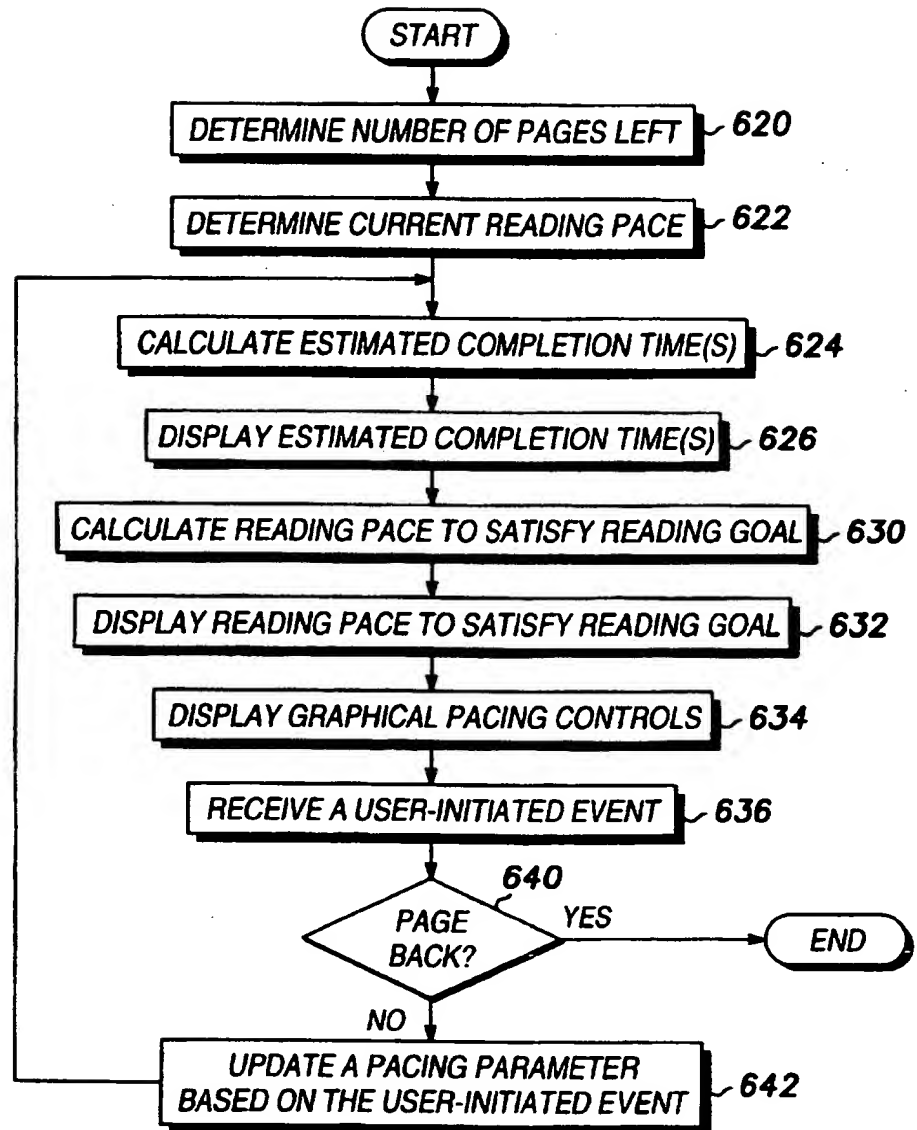 START
DETERMINE NUMBER OF PAGES LEFT 620
DETERMINE CURRENT READING PACE 622
CALCULATE ESTIMATED COMPLETION TIME(S) 624
DISPLAY ESTIMATED COMPLETION TIME(S) 626
CALCULATE READING PACE TO SATISFY READING GOAL 630
DISPLAY READING PACE TO SATISFY READING GOAL 632
DISPLAY GRAPHICAL PACING CONTROLS 634
RECEIVE A USER-INITIATED EVENT 636
640
PAGE
BACK?
YES
END
NO
UPDATE A PACING PARAMETER
BASED ON THE USER-INITIATED EVENT 642